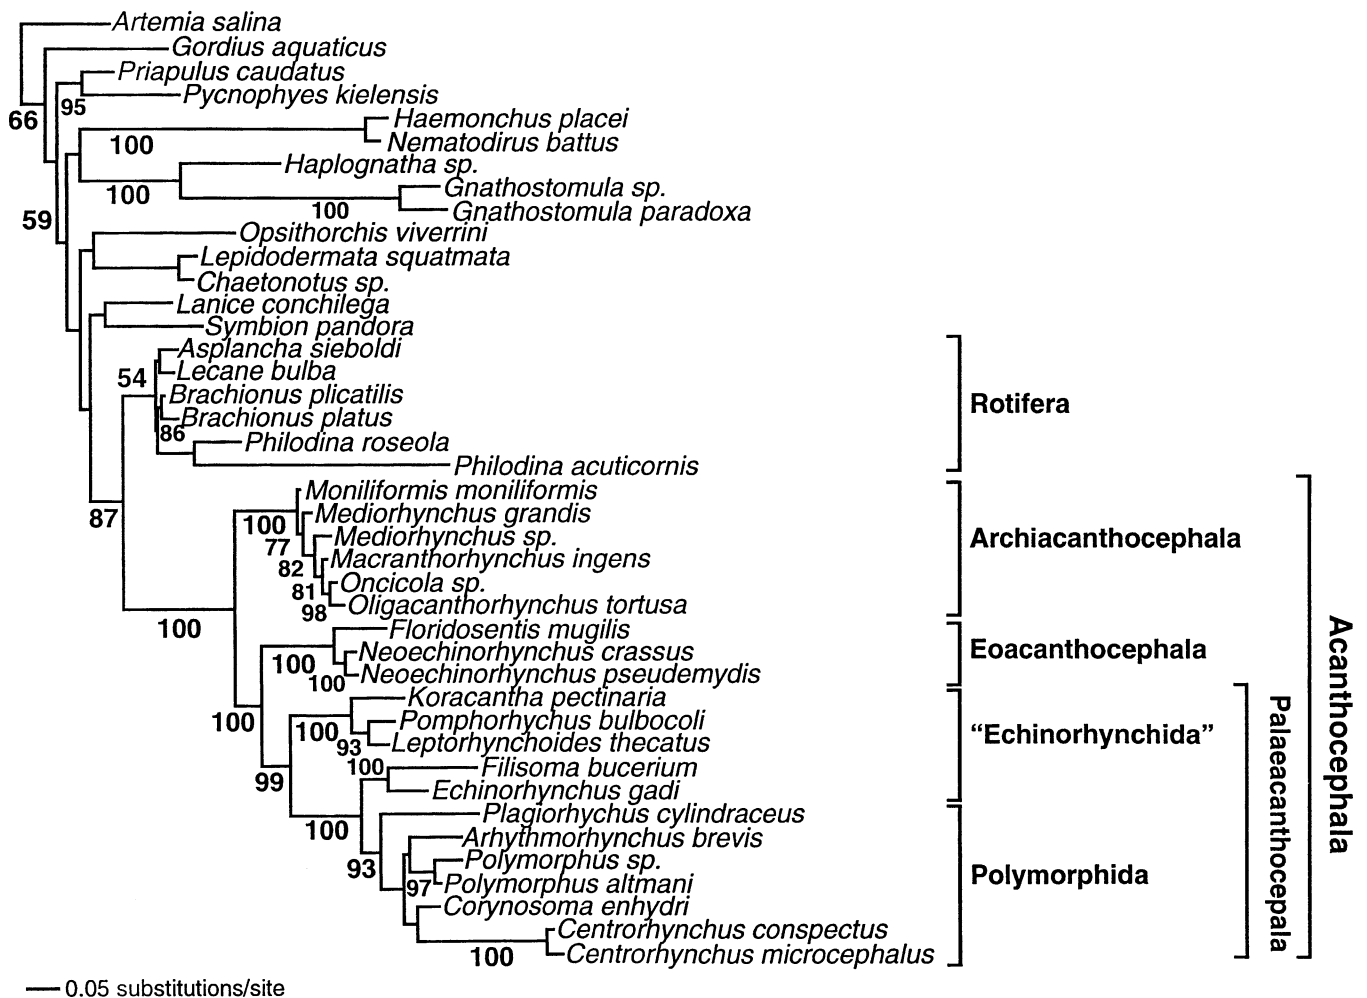 Artemia salina
Gordius aquaticus
Priapulus caudatus
95
Pycnophyes kielensis
66
Haemonchus placei
100
Nematodirus battus
Haplognatha sp.
100
Gnathostomula sp.
100
Gnathostomula paradoxa
59
Opsithorchis viverrini
Lepidodermata squatmata
Chaetonotus sp.
Lanice conchilega
Symbion pandora
Asplancha sieboldi
54
Lecane bulba
Brachionus plicatilis
Brachionus platus
86
Philodina roseola
Philodina acuticornis
Rotifera
87
Moniliformis moniliformis
100
Mediorhynchus grandis
77
Mediorhynchus sp.
82
Macranthorhynchus ingens
81
Oncicola sp.
98
Oligacanthorhynchus tortusa
Archiacanthocephala
100
Floridosentis mugilis
100
Neoechinorhynchus crassus
100
Neoechinorhynchus pseudemydis
Eoacanthocephala
100
Koracantha pectinaria
100
Pomphorhychus bulbocoli
93
Leptorhynchoides thecatus
100
Filisoma bucerium
99
Echinorhynchus gadi
“Echinorhynchida”
100
Plagiorhychus cylindraceus
Arhythmorhynchus brevis
93
Polymorphus sp.
97
Polymorphus altmani
Corynosoma enhydri
Centrorhynchus conspectus
100
Centrorhynchus microcephalus
Polymorphida
Palaeacanthocepala
Acanthocephala
0.05 substitutions/site